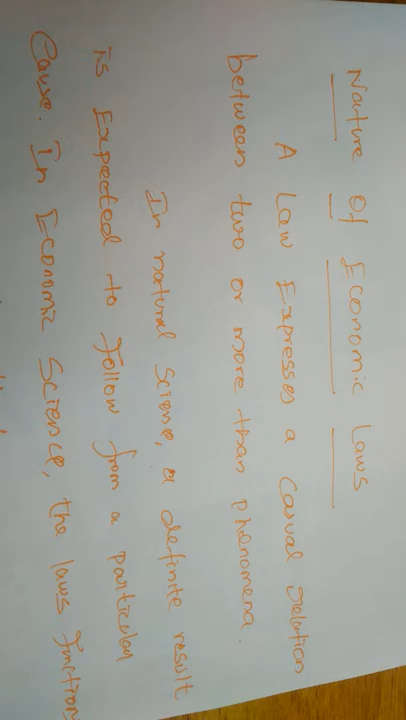 Nature Of Economic Laws
A Law Expresses a Casual relation
between two or more than phenomena.
In natural science, a definite result
is Expected to follow from a particular
Cause. In Economic Science, the laws function